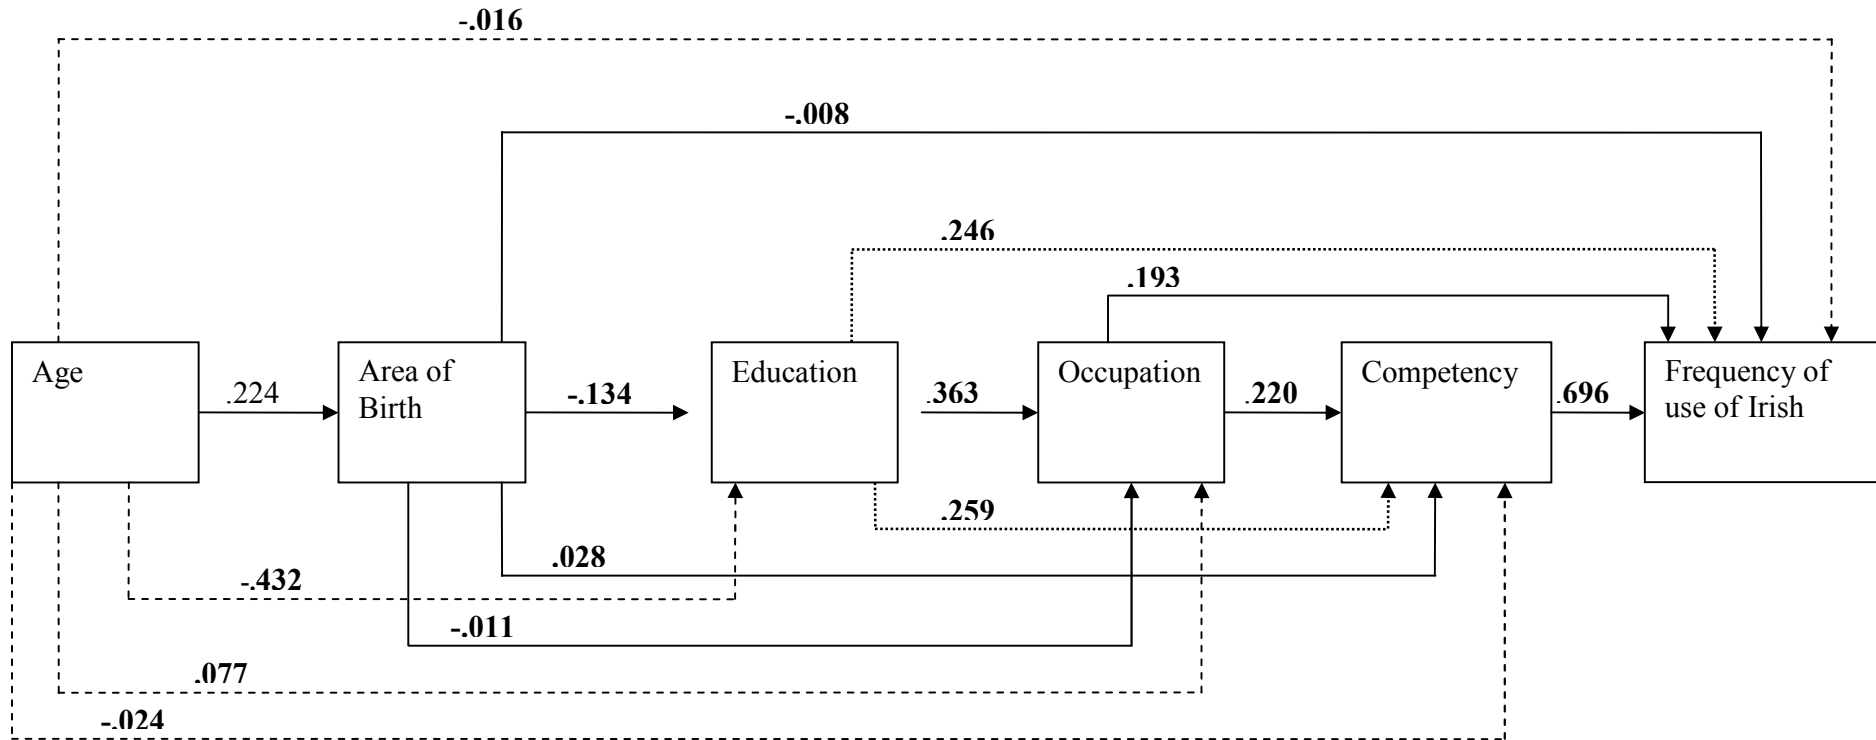 -.016
-.008
.246
.193
Age
.224
Area of
Birth
-.134
Education
.363
Occupation
.220
Competency
.696
Frequency of
use of Irish
.259
.028
-.432
-.011
.077
-.024